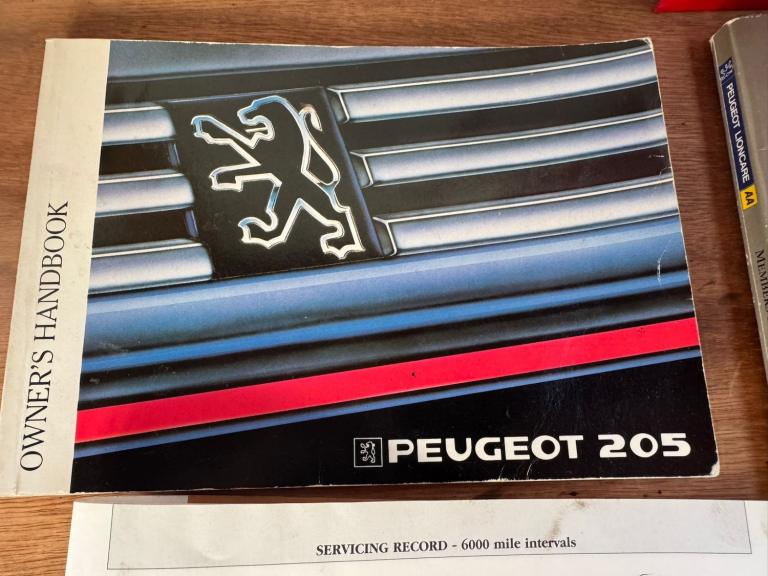 OWNER'S HANDBOOK
PEUGEOT 205
PEUGEOT LIONCARE
AA
SERVICING RECORD - 6000 mile intervals